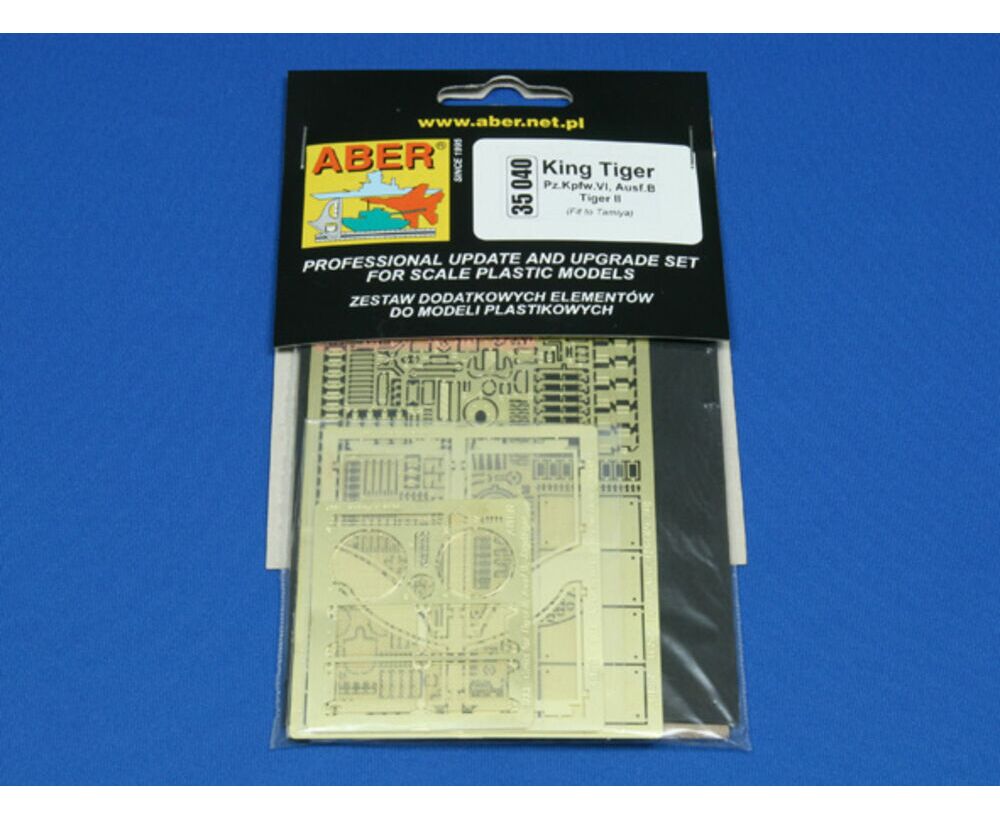 www.aber.net.pl
ABER®
SINCE 1995
35 040
King Tiger
Pz.Kpfw.VI, Ausf.B
Tiger II
(Fit to Tamiya)
PROFESSIONAL UPDATE AND UPGRADE SET
FOR SCALE PLASTIC MODELS
ZESTAW DODATKOWYCH ELEMENTÓW
DO MODELI PLASTIKOWYCH